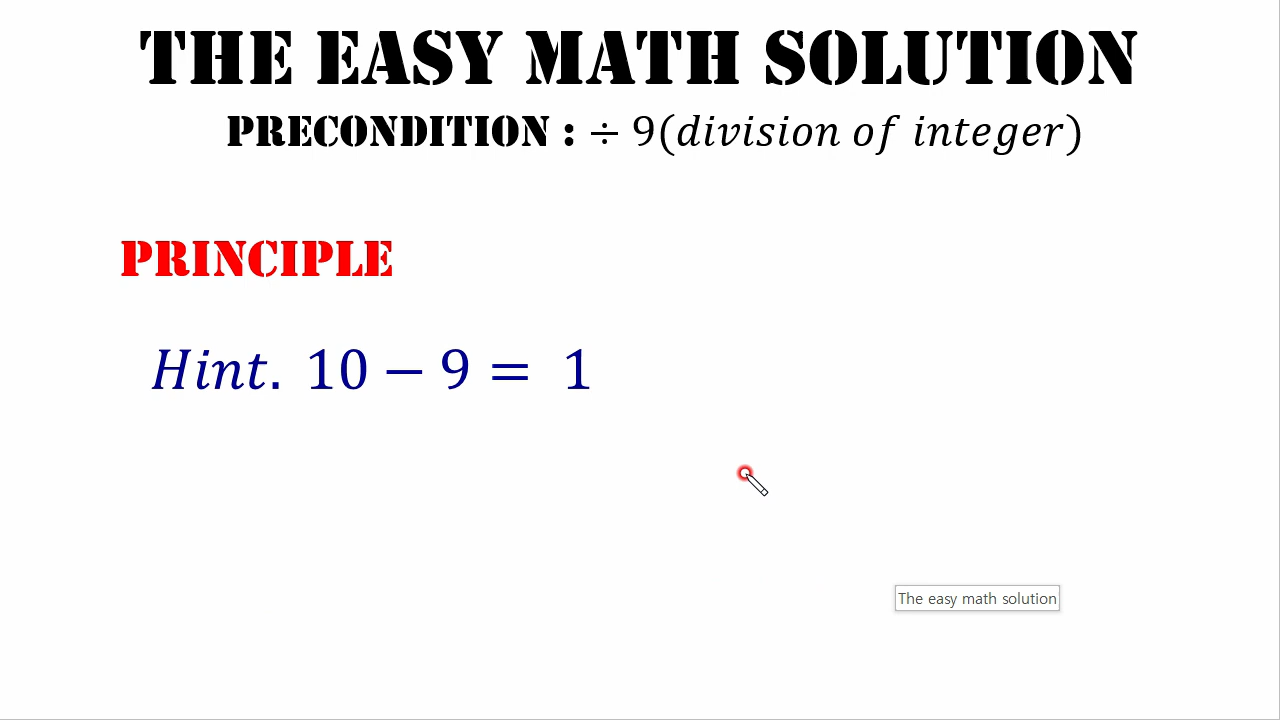 THE EASY MATH SOLUTION
PRECONDITION : ÷ 9(division of integer)
PRINCIPLE
Hint. 10 − 9 = 1
The easy math solution